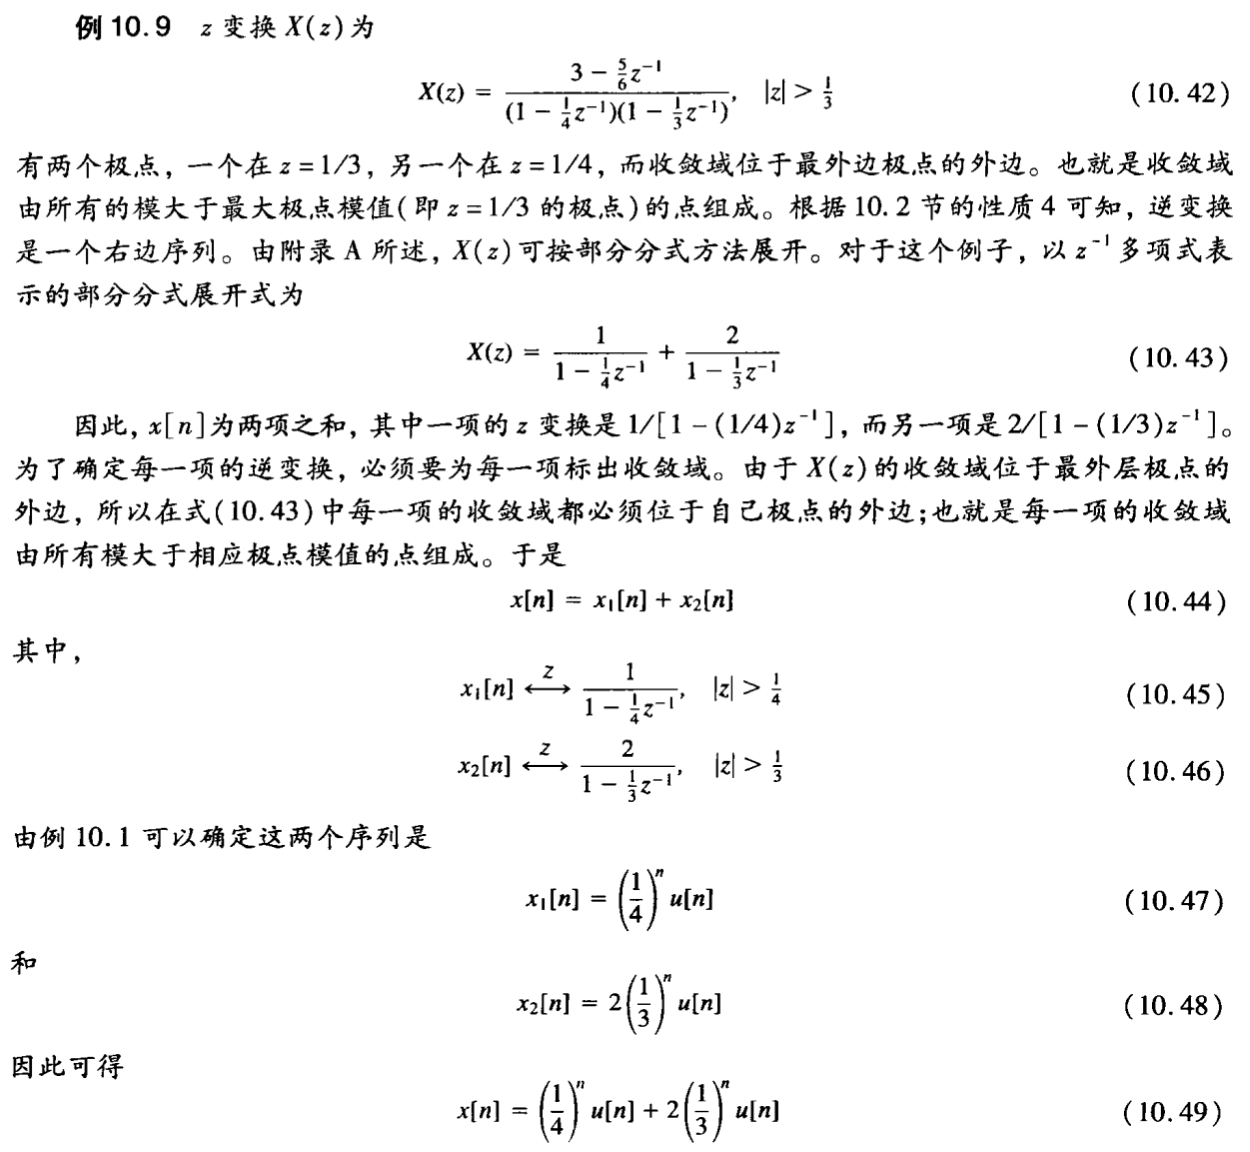 例 10.9 z 变换 X(z)为
X(z) = \frac{3 - \frac{5}{6}z^{-1}}{(1 - \frac{1}{4}z^{-1})(1 - \frac{1}{3}z^{-1})}, |z| > \frac{1}{3} (10.42)
有两个极点，一个在 z = 1/3，另一个在 z = 1/4，而收敛域位于最外边极点的外边。也就是收敛域
由所有的模大于最大极点模值(即 z = 1/3 的极点)的点组成。根据 10.2 节的性质 4 可知，逆变换
是一个右边序列。由附录 A 所述，X(z)可按部分分式方法展开。对于这个例子，以 z^{-1} 多项式表
示的部分分式展开式为
X(z) = \frac{1}{1 - \frac{1}{4}z^{-1}} + \frac{2}{1 - \frac{1}{3}z^{-1}} (10.43)
因此，x[n]为两项之和，其中一项的 z 变换是 1/[1 - (1/4)z^{-1}]，而另一项是 2/[1 - (1/3)z^{-1}]。
为了确定每一项的逆变换，必须要为每一项标出收敛域。由于 X(z)的收敛域位于最外层极点的
外边，所以在式(10.43)中每一项的收敛域都必须位于自己极点的外边;也就是每一项的收敛域
由所有模大于相应极点模值的点组成。于是
x[n] = x_1[n] + x_2[n] (10.44)
其中，
x_1[n] \overset{Z}{\longleftrightarrow} \frac{1}{1 - \frac{1}{4}z^{-1}}, |z| > \frac{1}{4} (10.45)
x_2[n] \overset{Z}{\longleftrightarrow} \frac{2}{1 - \frac{1}{3}z^{-1}}, |z| > \frac{1}{3} (10.46)
由例 10.1 可以确定这两个序列是
x_1[n] = \left(\frac{1}{4}\right)^n u[n] (10.47)
和
x_2[n] = 2\left(\frac{1}{3}\right)^n u[n] (10.48)
因此可得
x[n] = \left(\frac{1}{4}\right)^n u[n] + 2\left(\frac{1}{3}\right)^n u[n] (10.49)